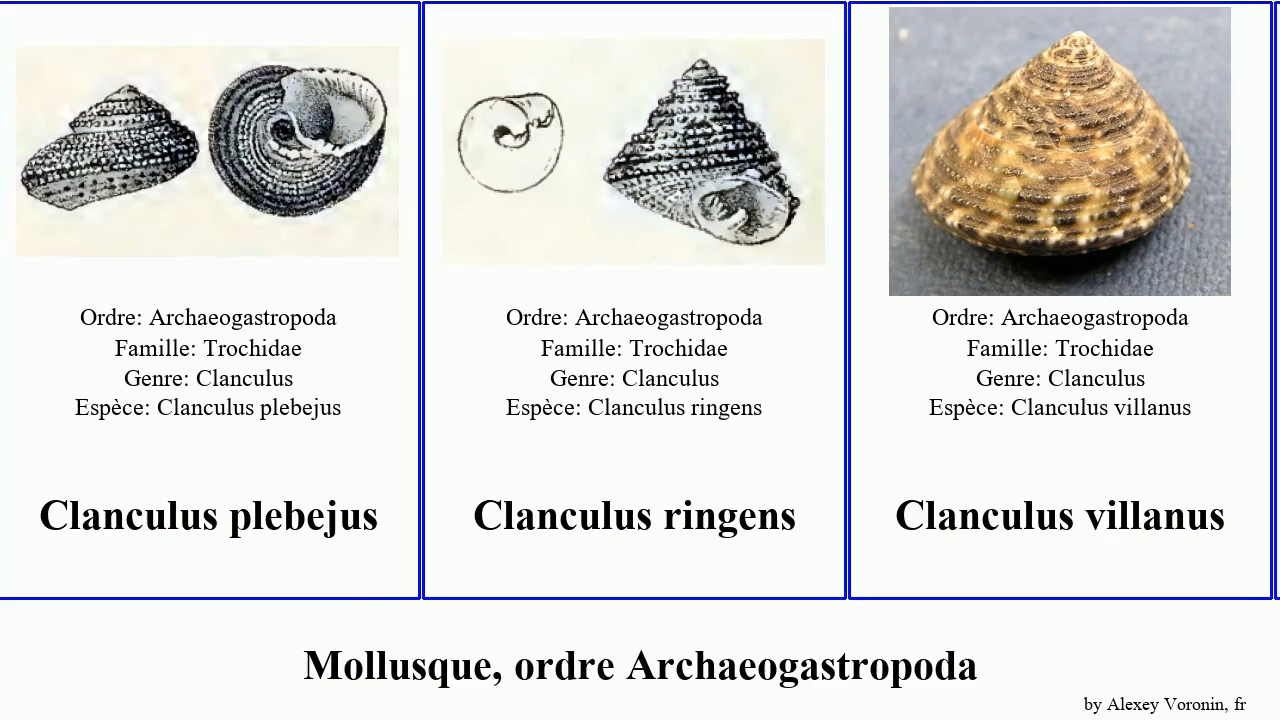 Ordre: Archaeogastropoda
Famille: Trochidae
Genre: Clanculus
Espèce: Clanculus plebejus
Clanculus plebejus
Ordre: Archaeogastropoda
Famille: Trochidae
Genre: Clanculus
Espèce: Clanculus ringens
Clanculus ringens
Ordre: Archaeogastropoda
Famille: Trochidae
Genre: Clanculus
Espèce: Clanculus villanus
Clanculus villanus
Mollusque, ordre Archaeogastropoda
by Alexey Voronin, fr